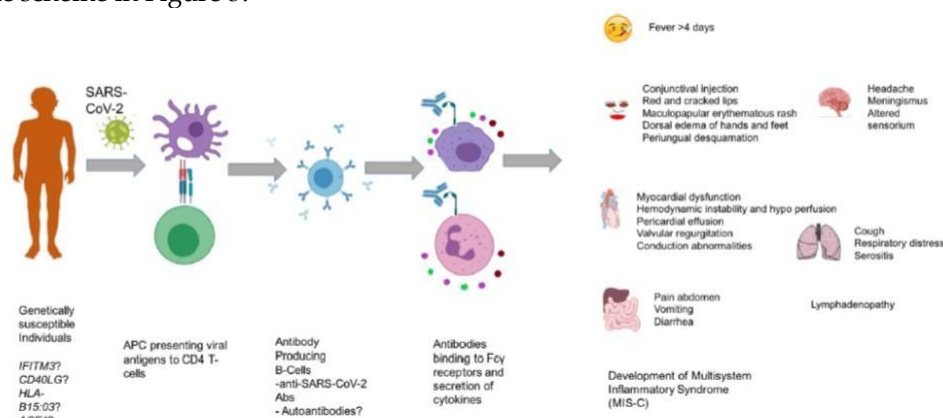 SARS-
CoV-2
Genetically
susceptible
Individuals
IFITM3?
CD40LG?
HLA-
B15:03?
APC presenting viral
antigens to CD4 T-
cells
Antibody
Producing
B-Cells
-anti-SARS-CoV-2
Abs
- Autoantibodies?
Antibodies
binding to Fcγ
receptors and
secretion of
cytokines
Fever >4 days
Conjunctival injection
Red and cracked lips
Maculopapular erythematous rash
Dorsal edema of hands and feet
Periungual desquamation
Headache
Meningismus
Altered
sensorium
Myocardial dysfunction
Hemodynamic instability and hypo perfusion
Pericardial effusion
Valvular regurgitation
Conduction abnormalities
Cough
Respiratory distress
Serositis
Pain abdomen
Vomiting
Diarrhea
Lymphadenopathy
Development of Multisystem
Inflammatory Syndrome
(MIS-C)